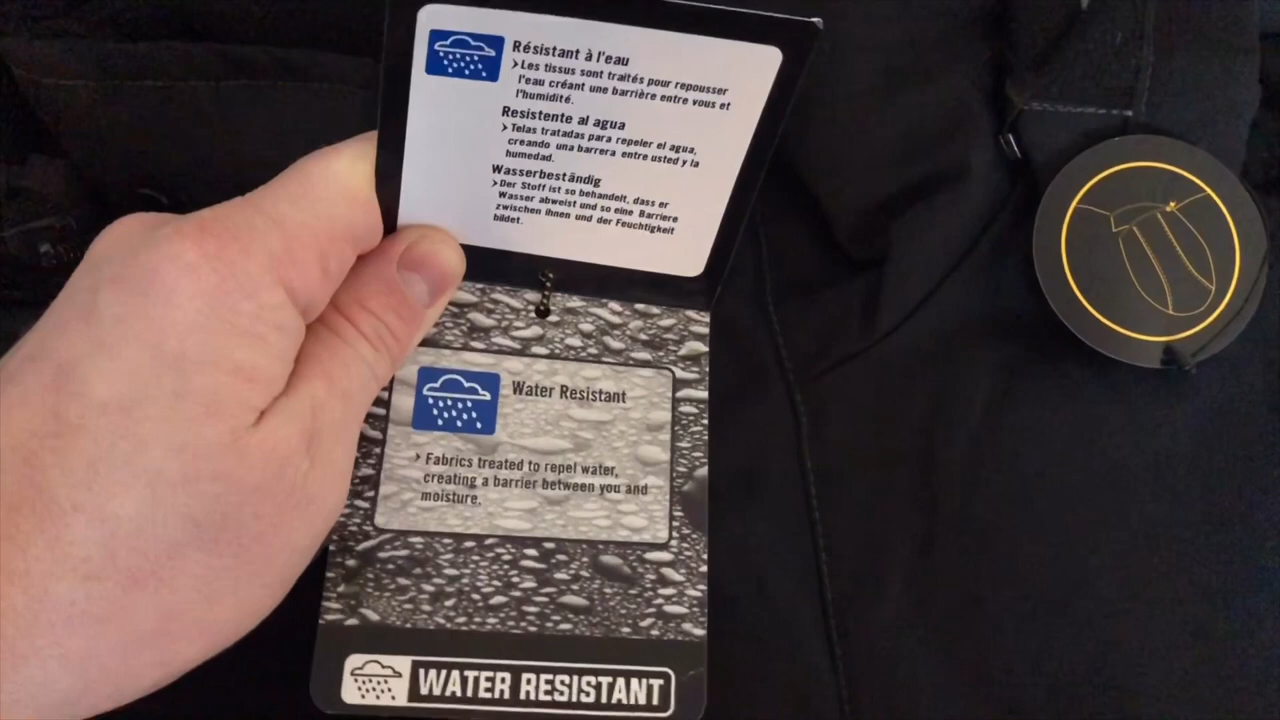 Résistant à l'eau
Les tissus sont traités pour repousser
l'eau créant une barrière entre vous et
l'humidité.
Resistente al agua
Telas tratadas para repeler el agua,
creando una barrera entre usted y la
humedad.
Wasserbeständig
Der Stoff ist so behandelt, dass er
Wasser abweist und so eine Barriere
zwischen ihnen und der Feuchtigkeit
bildet.
Water Resistant
Fabrics treated to repel water,
creating a barrier between you and
moisture.
WATER RESISTANT